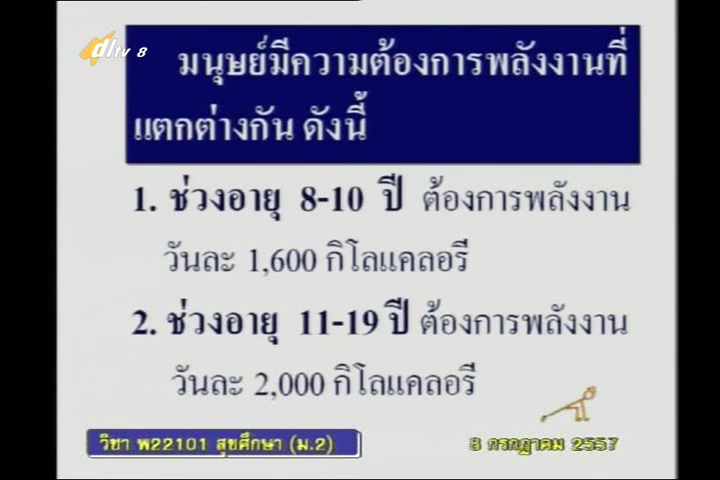 dltv 8
มนุษย์มีความต้องการพลังงานที่
แตกต่างกัน ดังนี้
1. ช่วงอายุ 8-10 ปี ต้องการพลังงาน
วันละ 1,600 กิโลแคลอรี
2. ช่วงอายุ 11-19 ปี ต้องการพลังงาน
วันละ 2,000 กิโลแคลอรี
วิชา พ22101 สุขศึกษา (ม.2)
8 กรกฎาคม 2557